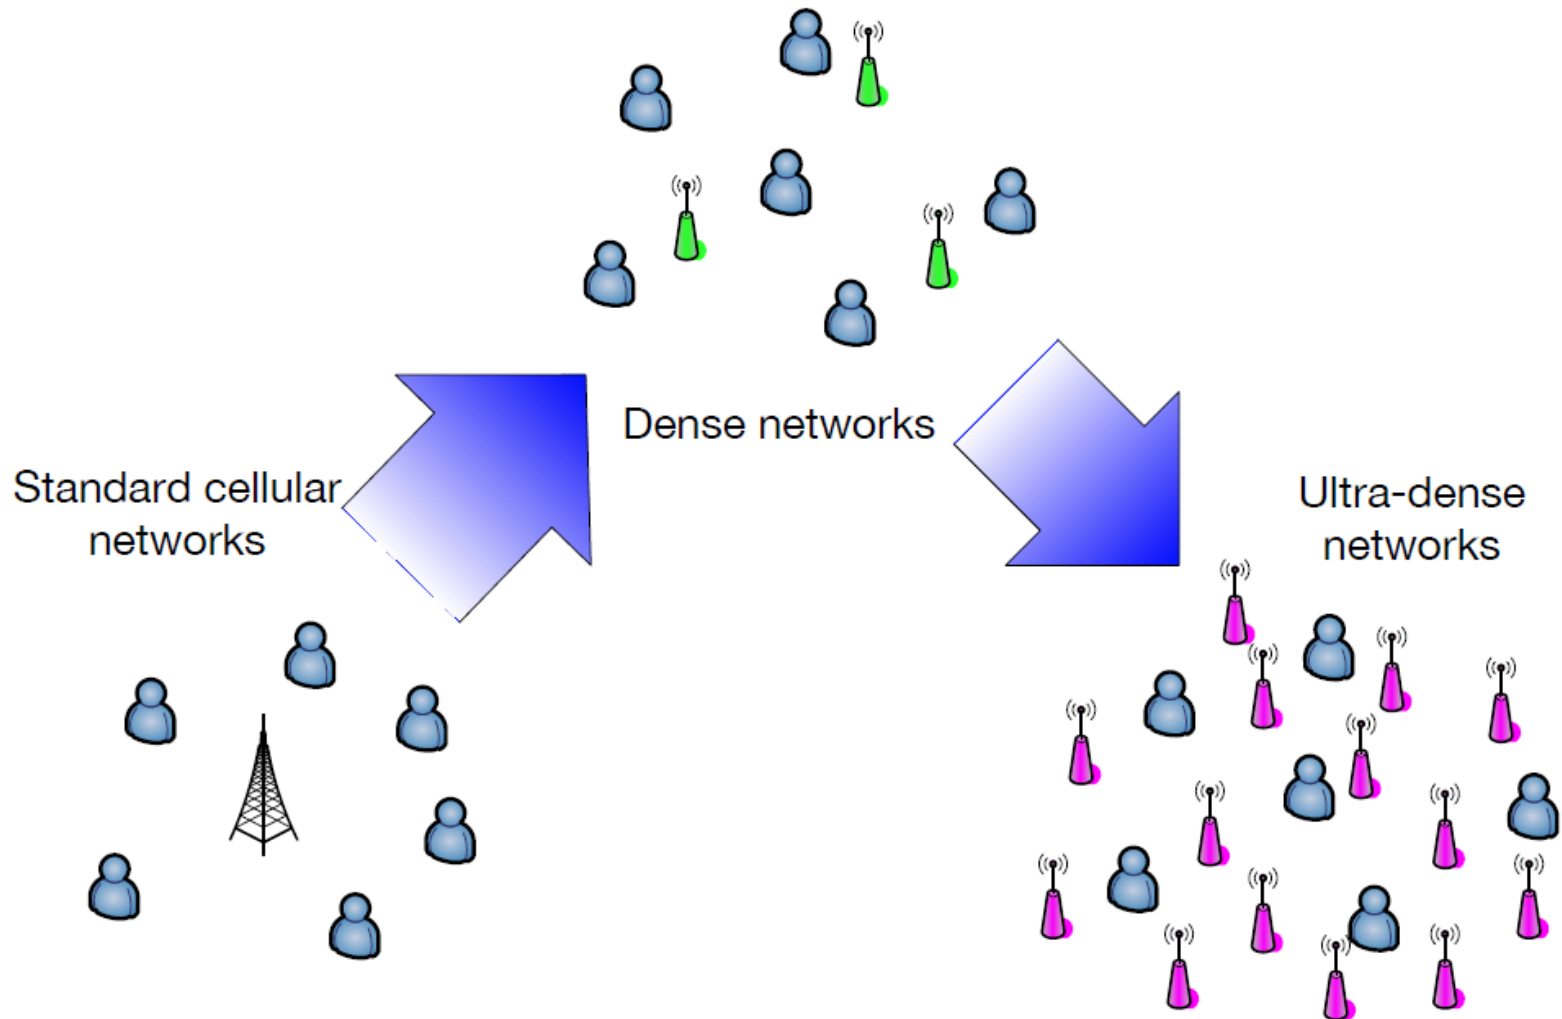 Standard cellular
networks
Dense networks
Ultra-dense
networks